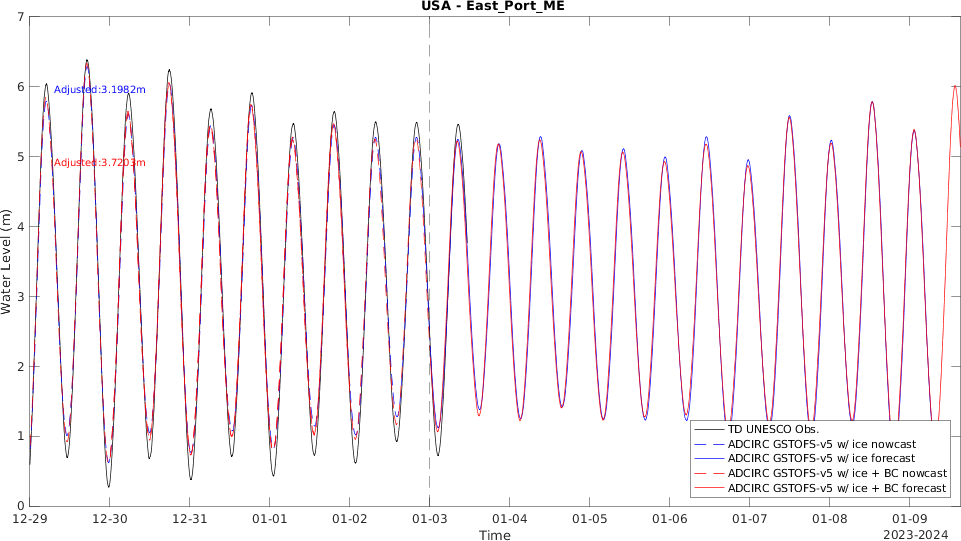 USA - East_Port_ME
7
6
5
4
3
2
1
0
Water Level (m)
Adjusted:3.1982m
Adjusted:3.7203m
TD UNESCO Obs.
ADCIRC GSTOFS-v5 w/ ice nowcast
ADCIRC GSTOFS-v5 w/ ice forecast
ADCIRC GSTOFS-v5 w/ ice + BC nowcast
ADCIRC GSTOFS-v5 w/ ice + BC forecast
12-29 12-30 12-31 01-01 01-02 01-03 01-04 01-05 01-06 01-07 01-08 01-09
Time
2023-2024